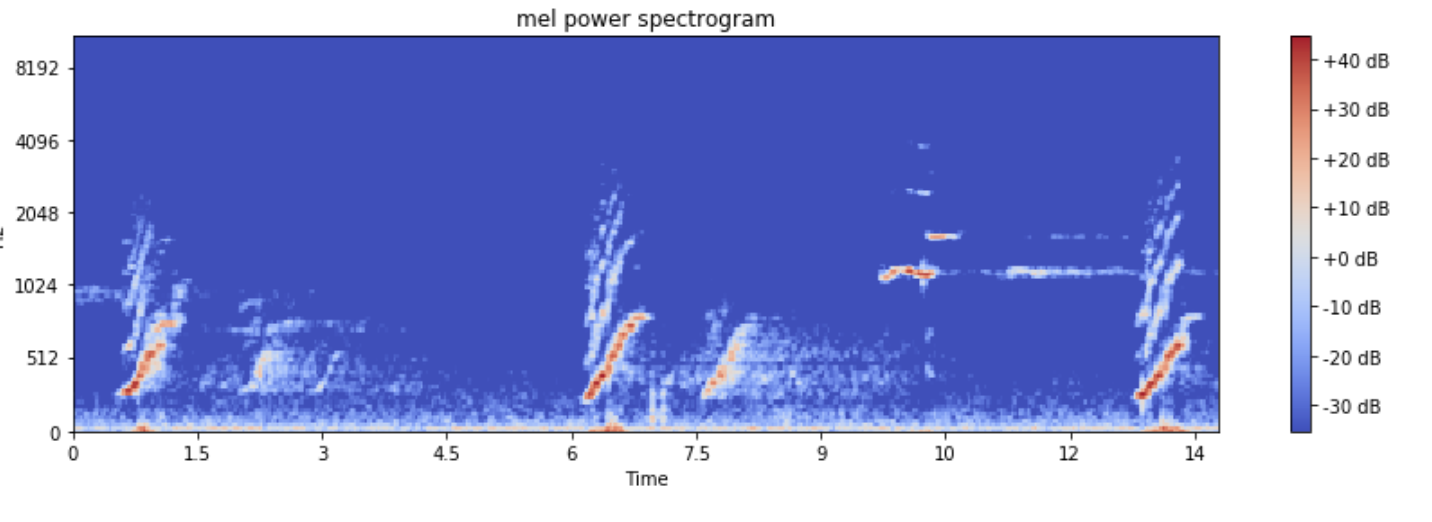 mel power spectrogram
8192
4096
2048
1024
512
0
0 1.5 3 4.5 6 7.5 9 10 12 14
Time
+40 dB
+30 dB
+20 dB
+10 dB
+0 dB
-10 dB
-20 dB
-30 dB